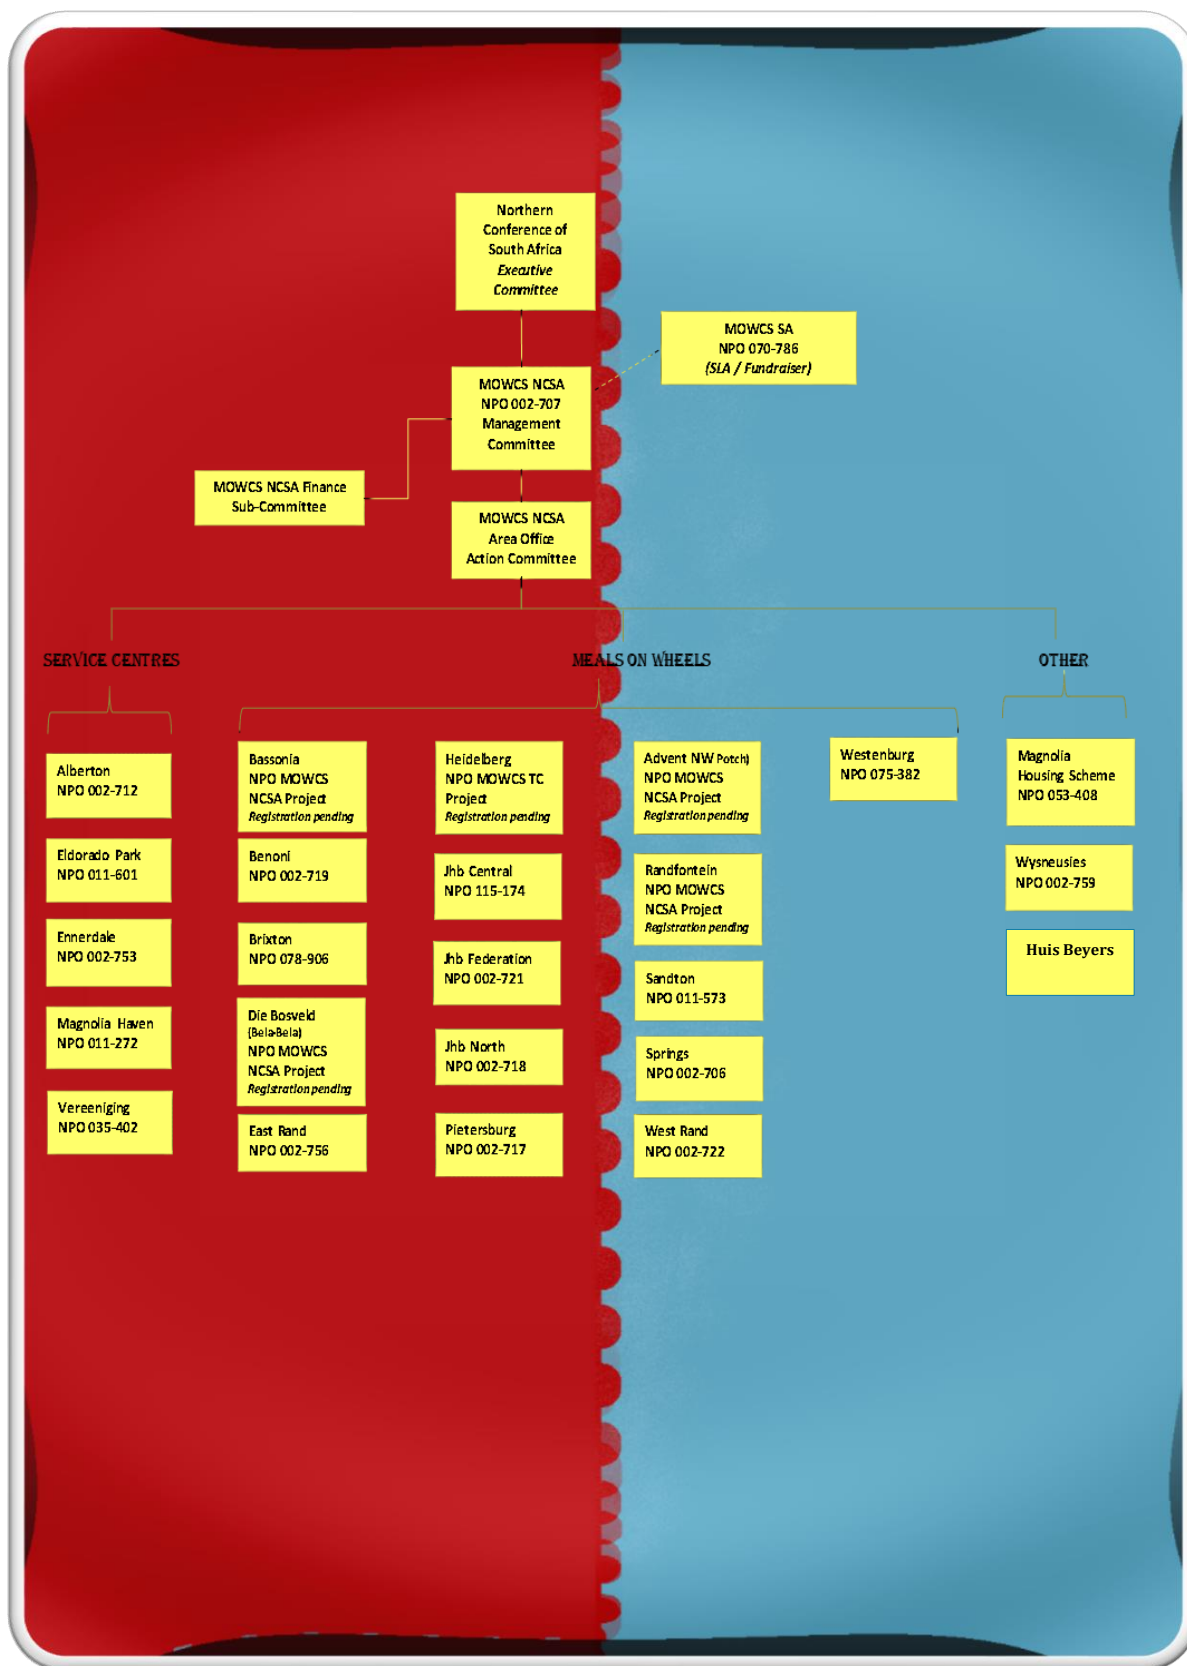 Northern
Conference of
South Africa
Executive
Committee
MOWCS SA
NPO 070-786
(SLA / Fundraiser)
MOWCS NCSA
NPO 002-707
Management
Committee
MOWCS NCSA Finance
Sub-Committee
MOWCS NCSA
Area Office
Action Committee
SERVICE CENTRES
MEALS ON WHEELS
OTHER
Alberton
NPO 002-712
Eldorado Park
NPO 011-601
Ennerdale
NPO 002-753
Magnolia Haven
NPO 011-272
Vereeniging
NPO 035-402
Bassonia
NPO MOWCS
NCSA Project
Registration pending
Benoni
NPO 002-719
Brixton
NPO 078-906
Die Bosveld
(Bela-Bela)
NPO MOWCS
NCSA Project
Registration pending
East Rand
NPO 002-756
Heidelberg
NPO MOWCS TC
Project
Registration pending
Jhb Central
NPO 115-174
Jhb Federation
NPO 002-721
Jhb North
NPO 002-718
Pietersburg
NPO 002-717
Advent NW Potch)
NPO MOWCS
NCSA Project
Registration pending
Randfontein
NPO MOWCS
NCSA Project
Registration pending
Sandton
NPO 011-573
Springs
NPO 002-706
West Rand
NPO 002-722
Westenburg
NPO 075-382
Magnolia
Housing Scheme
NPO 053-408
Wysneusies
NPO 002-759
Huis Beyers